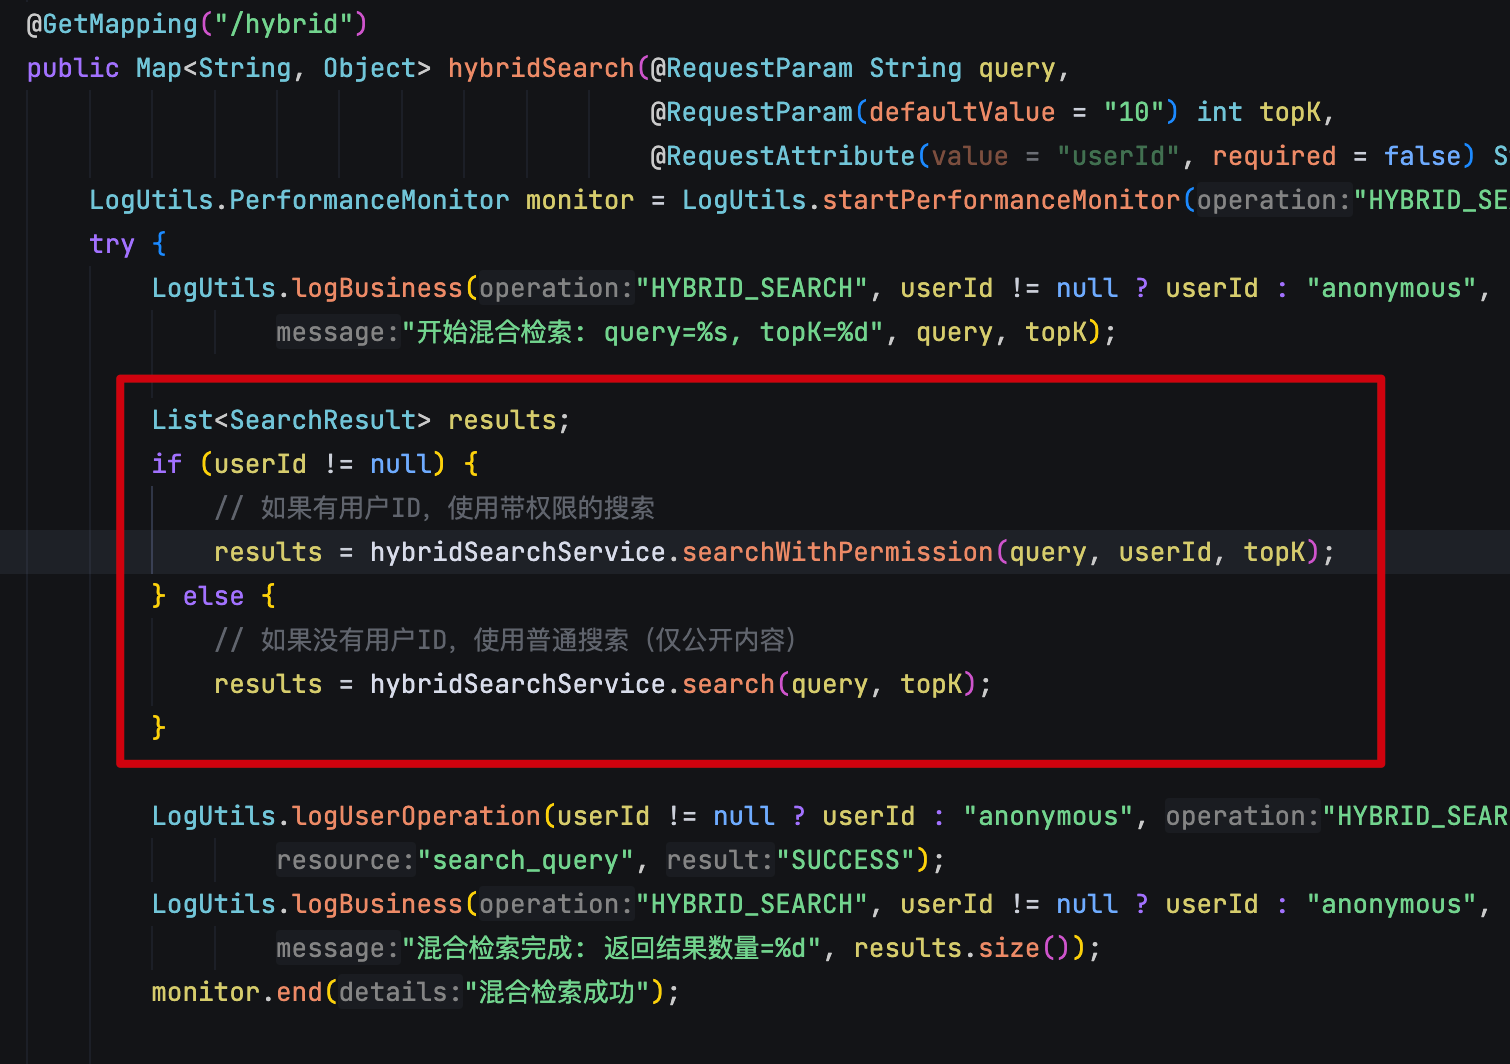 @GetMapping("/hybrid")
public Map<String, Object> hybridSearch(@RequestParam String query,
@RequestParam(defaultValue = "10") int topK,
@RequestAttribute(value = "userId", required = false) S
LogUtils.PerformanceMonitor monitor = LogUtils.startPerformanceMonitor(operation:"HYBRID_SE
try {
LogUtils.logBusiness(operation:"HYBRID_SEARCH", userId != null ? userId : "anonymous",
message:"开始混合检索: query=%s, topK=%d", query, topK);
List<SearchResult> results;
if (userId != null) {
// 如果有用户ID，使用带权限的搜索
results = hybridSearchService.searchWithPermission(query, userId, topK);
} else {
// 如果没有用户ID，使用普通搜索（仅公开内容）
results = hybridSearchService.search(query, topK);
}
LogUtils.logUserOperation(userId != null ? userId : "anonymous", operation:"HYBRID_SEAR
resource:"search_query", result:"SUCCESS");
LogUtils.logBusiness(operation:"HYBRID_SEARCH", userId != null ? userId : "anonymous",
message:"混合检索完成: 返回结果数量=%d", results.size());
monitor.end(details:"混合检索成功");